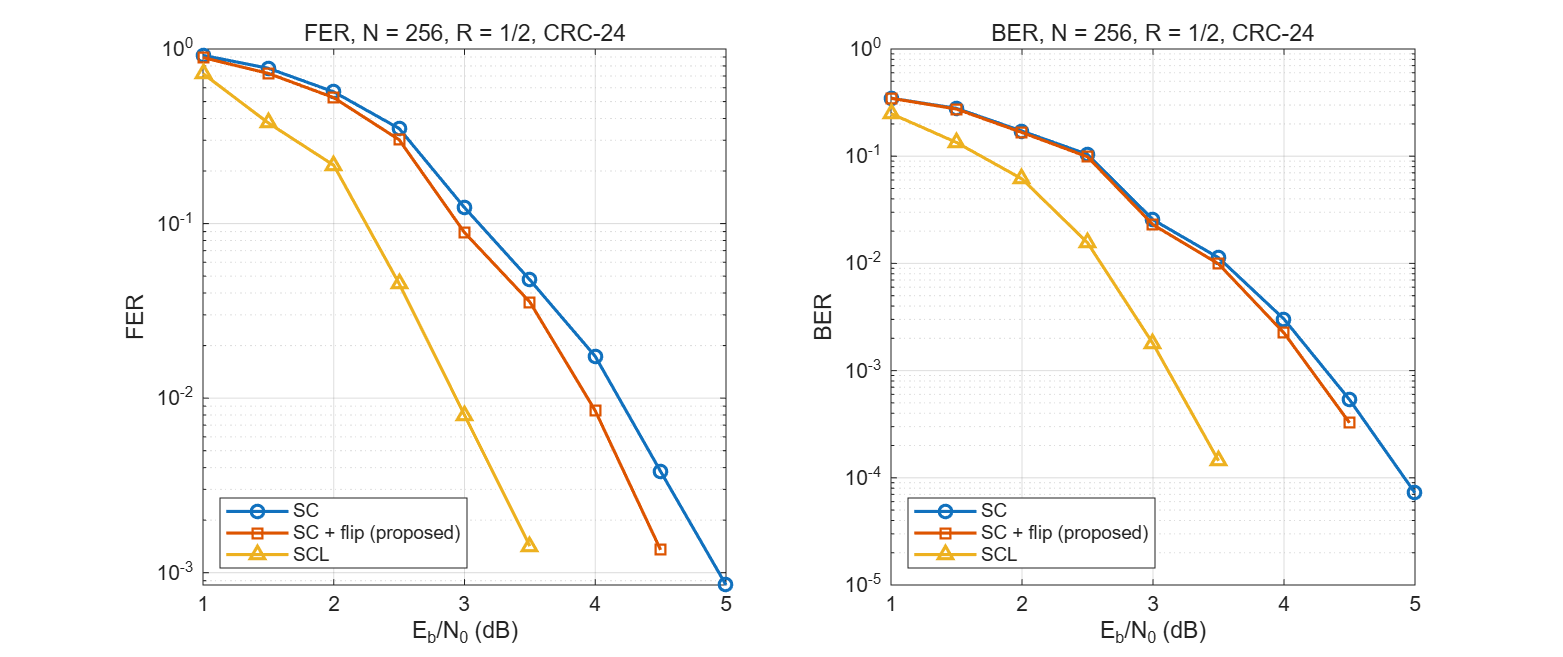 FER, N = 256, R = 1/2, CRC-24
10^0
10^-1
10^-2
10^-3
FER
1 2 3 4 5
E_b/N_0 (dB)
SC
SC + flip (proposed)
SCL
BER, N = 256, R = 1/2, CRC-24
10^0
10^-1
10^-2
10^-3
10^-4
10^-5
BER
1 2 3 4 5
E_b/N_0 (dB)
SC
SC + flip (proposed)
SCL